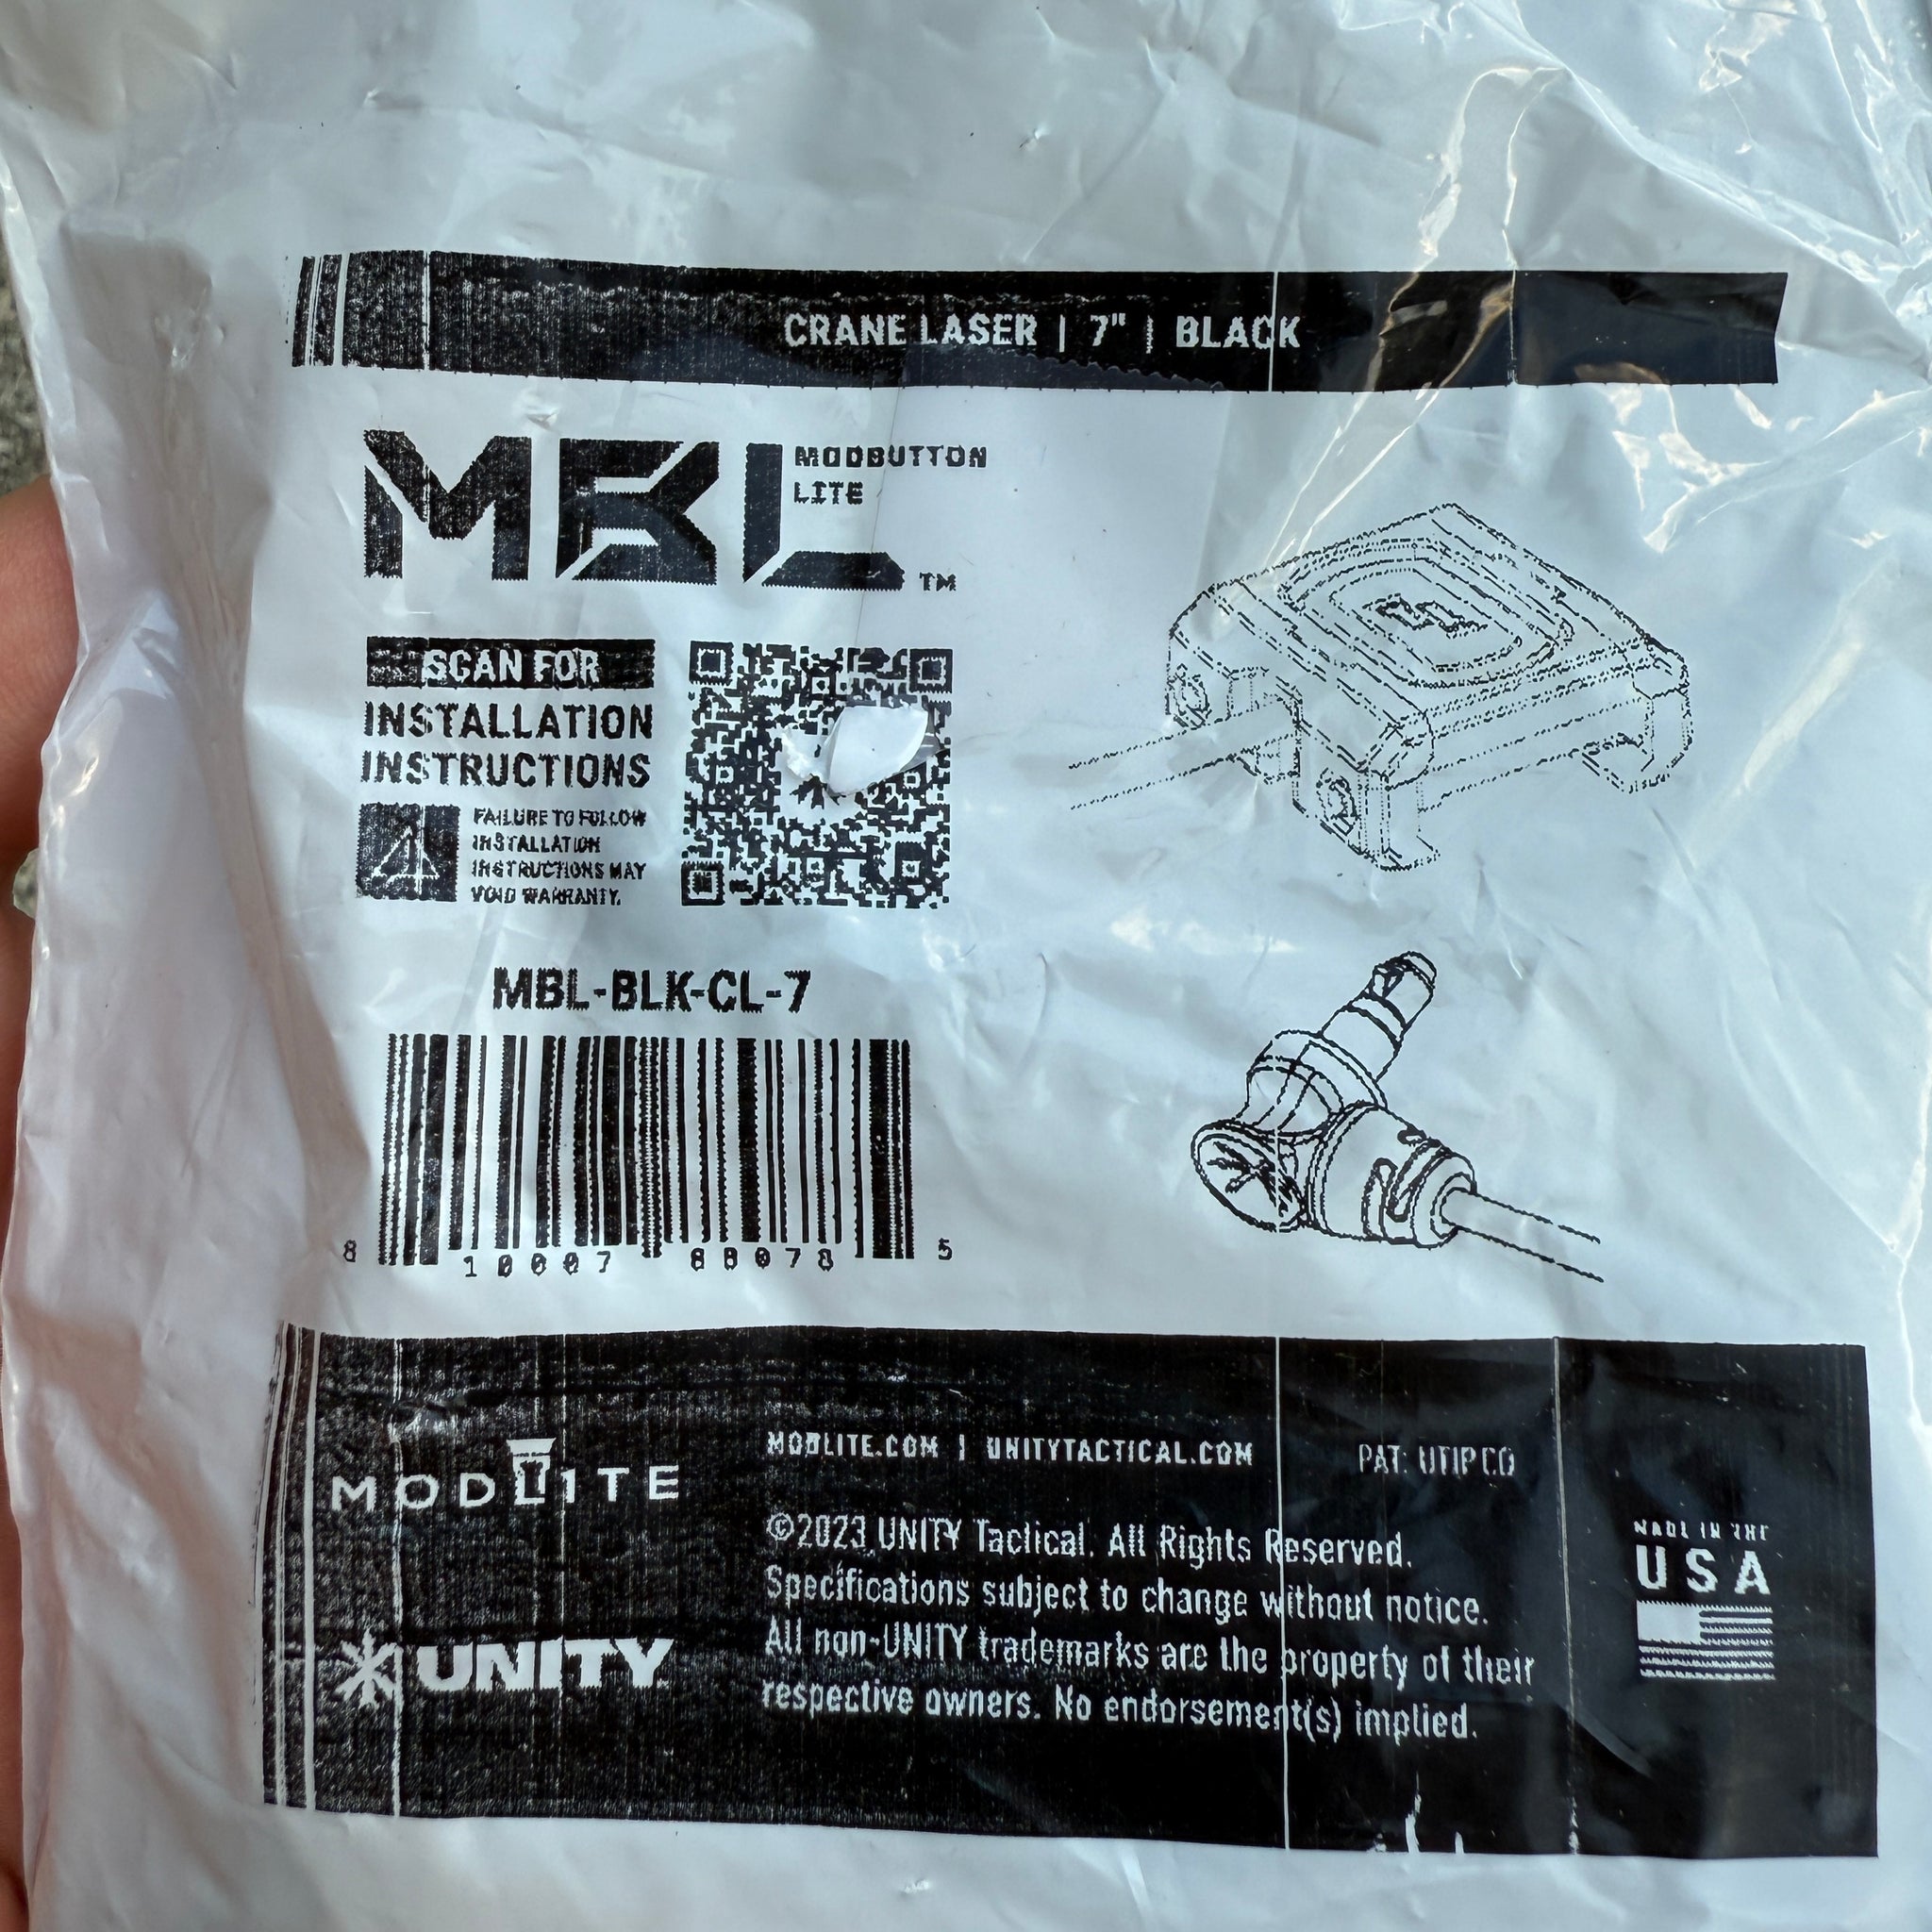 CRANE LASER | 7" | BLACK
MBL
MODBUTTON
LITE
TM
SCAN FOR
INSTALLATION
INSTRUCTIONS
FAILURE TO FOLLOW
INSTALLATION
INSTRUCTIONS MAY
VOID WARRANTY.
MBL-BLK-CL-7
8 10007 88078 5
MODLITE
UNITY
MODLITE.COM | UNITYTACTICAL.COM
PAT: UTIP.CO
©2023 UNITY Tactical. All Rights Reserved.
Specifications subject to change without notice.
All non-UNITY trademarks are the property of their
respective owners. No endorsement(s) implied.
MADE IN THE
USA